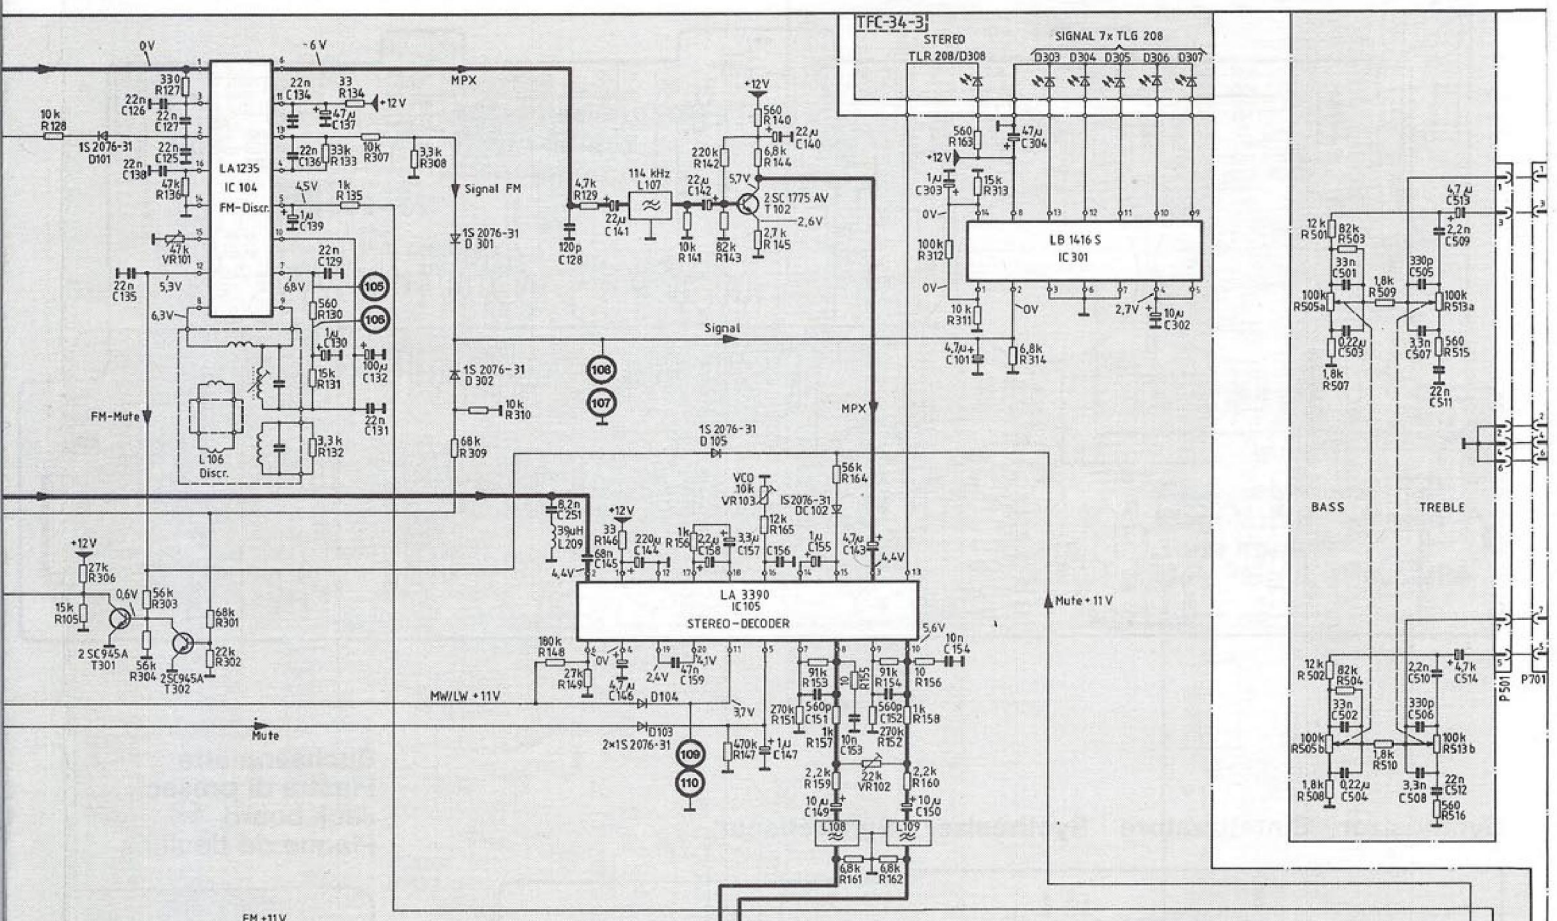 TFC-34-3
STEREO
TLR 208/D308
SIGNAL 7x TLG 208
D303 D304 D305 D306 D307
0V
-6V
MPX
330
R127
22n
C126
22n
C127
10k
R128
1S 2076-31
D101
22n
C125
22n
C138
47k
R136
47k
VR101
22n
C135
5,3V
6,3V
LA1235
IC 104
FM-Discr.
22n
C134
33
R134
+12V
47µ
C137
22n
C136
33k
R133
10k
R307
3,3k
R308
4,5V
1k
R135
1µ
C139
22n
C129
6,8V
560
R130
105
106
1µ
C130
100µ
C132
15k
R131
22n
C131
3,3k
R132
L106
Discr.
FM-Mute
Signal FM
1S 2076-31
D 301
1S 2076-31
D 302
10k
R310
68k
R309
Signal
108
107
4,7k
R129
120p
C128
22µ
C141
114 kHz
L107
22µ
C142
10k
R141
82k
R143
220k
R142
+12V
560
R140
22µ
C140
6,8k
R144
5,7V
2 SC 1775 AV
T102
2,6V
2,7k
R145
560
R163
47µ
C304
+12V
1µ
C303
15k
R313
0V
100k
R312
0V
10k
R311
LB 1416 S
IC 301
0V
2,7V
10µ
C302
4,7µ
C101
6,8k
R314
MPX
1S 2076-31
D 105
56k
R164
VCO
10k
VR103
1S2076-31
DC102
12k
R165
8,2n
C251
39µH
L209
68n
C145
4,4V
+12V
33
R146
220µ
C144
1k
R156
2,2µ
C158
3,3µ
C157
C156
1µ
C155
4,7µ
C143
4,4V
LA 3390
IC105
STEREO-DECODER
+12V
27k
R306
15k
R105
0,6V
56k
R303
2 SC945A
T301
56k
R304
2SC945A
T302
68k
R301
22k
R302
MW/LW +11V
Mute
180k
R148
27k
R149
0V
4,7µ
C146
2,4V
4,1V
47n
C159
D104
D103
2×1S 2076-31
3,7V
109
110
470k
R147
1µ
C147
91k
R153
10
R155
91k
R154
5,6V
10n
C154
10
R156
270k
R151
560p
C151
560p
C152
1k
R158
1k
R157
10n
C153
270k
R152
2,2k
R159
22k
VR102
2,2k
R160
10µ
C149
10µ
C150
L108
L109
6,8k
R161
6,8k
R162
Mute+11V
FM +11V
12k
R501
82k
R503
33n
C501
100k
R505a
0,22µ
C503
1,8k
R507
1,8k
R509
330p
C505
2,2n
C509
4,7µ
C513
100k
R513a
3,3n
C507
560
R515
22n
C511
BASS
TREBLE
12k
R502
82k
R504
33n
C502
100k
R505b
0,22µ
C504
1,8k
R508
1,8k
R510
330p
C506
2,2n
C510
4,7k
C514
100k
R513b
3,3n
C508
22n
C512
560
R516
P501
P701